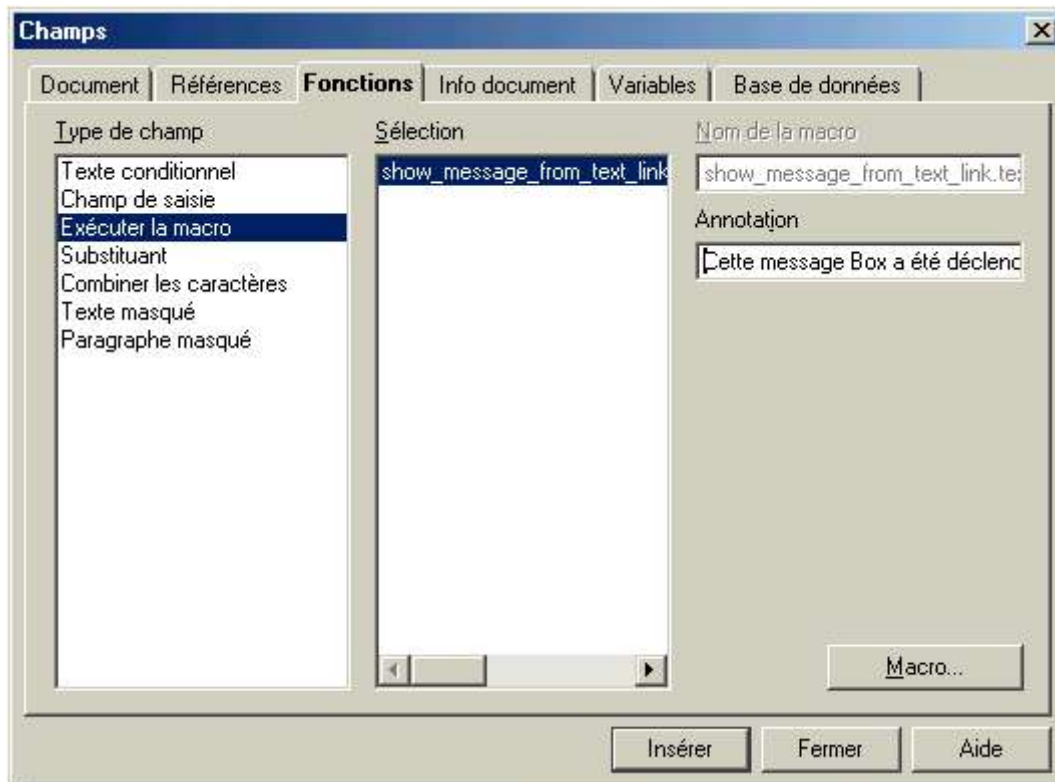 Champs
Document Références Fonctions Info document Variables Base de données
Type de champ
Texte conditionnel
Champ de saisie
Exécuter la macro
Substituant
Combiner les caractères
Texte masqué
Paragraphe masqué
Sélection
show_message_from_text_link
Nom de la macro
show_message_from_text_link.te
Annotation
Cette message Box a été déclenc
Macro...
Insérer Fermer Aide